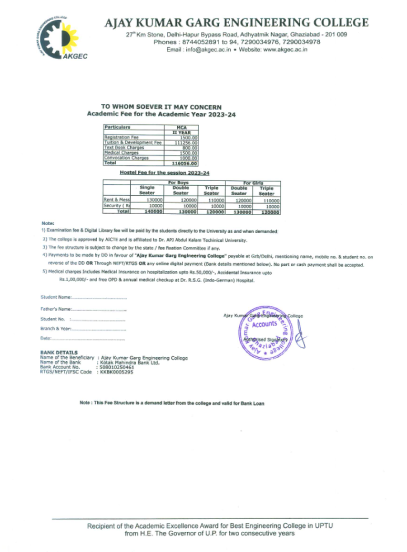 AKGEC
AJAY KUMAR GARG ENGINEERING COLLEGE
27th Km Stone, Delhi-Hapur Bypass Road, Adhyatmik Nagar, Ghaziabad - 201 009
Phones : 8744052891 to 94, 7290034976, 7290034978
Email : info@akgec.ac.in • Website: www.akgec.ac.in
TO WHOM SOEVER IT MAY CONCERN
Academic Fee for the Academic Year 2023-24
Particulars MCA
II YEAR
Registration Fee 1500.00
Tuition & Development Fee 111256.00
Text Book Charges 800.00
Medical Charges 1500.00
Convocation Charges 1000.00
Total 116056.00
Hostel Fee for the session 2023-24
For Boys For Girls
Single Seater Double Seater Triple Seater Double Seater Triple Seater
Rent & Mess 130000 120000 110000 120000 110000
Security ( R) 10000 10000 10000 10000 10000
Total 140000 130000 120000 130000 120000
Note:
1) Examination fee & Digital Library fee will be paid by the students directly to the University as and when demanded.
2) The college is approved by AICTE and is affiliated to Dr. APJ Abdul Kalam Technical University.
3) The fee structure is subject to change by the state / fee fixation Committee if any.
4) Payments to be made by DD in favour of "Ajay Kumar Garg Engineering College" payable at Gzb/Delhi, mentioning name, mobile no. & student no. on
reverse of the DD OR Through NEFT/RTGS OR any online digital payment (Bank details mentioned below). No part or cash payment shall be accepted.
5) Medical charges includes Medical Insurance on hospitalization upto Rs.50,000/-, Accidental Insurance upto
Rs.1,00,000/- and free OPD & annual medical checkup at Dr. R.S.G. (Indo-German) Hospital.
Student Name:
Father's Name:
Student No. :
Branch & Year:
Date:
Ajay Kumar Garg Engineering College
Accounts
BANK DETAILS
Name of the Beneficiary : Ajay Kumar Garg Engineering College
Name of the Bank : Kotak Mahindra Bank Ltd.
Bank Account No. : 508010250461
RTGS/NEFT/IFSC Code : KKBK0005295
Note : This Fee Structure is a demand letter from the college and valid for Bank Loan
Recipient of the Academic Excellence Award for Best Engineering College in UPTU
from H.E. The Governor of U.P. for two consecutive years